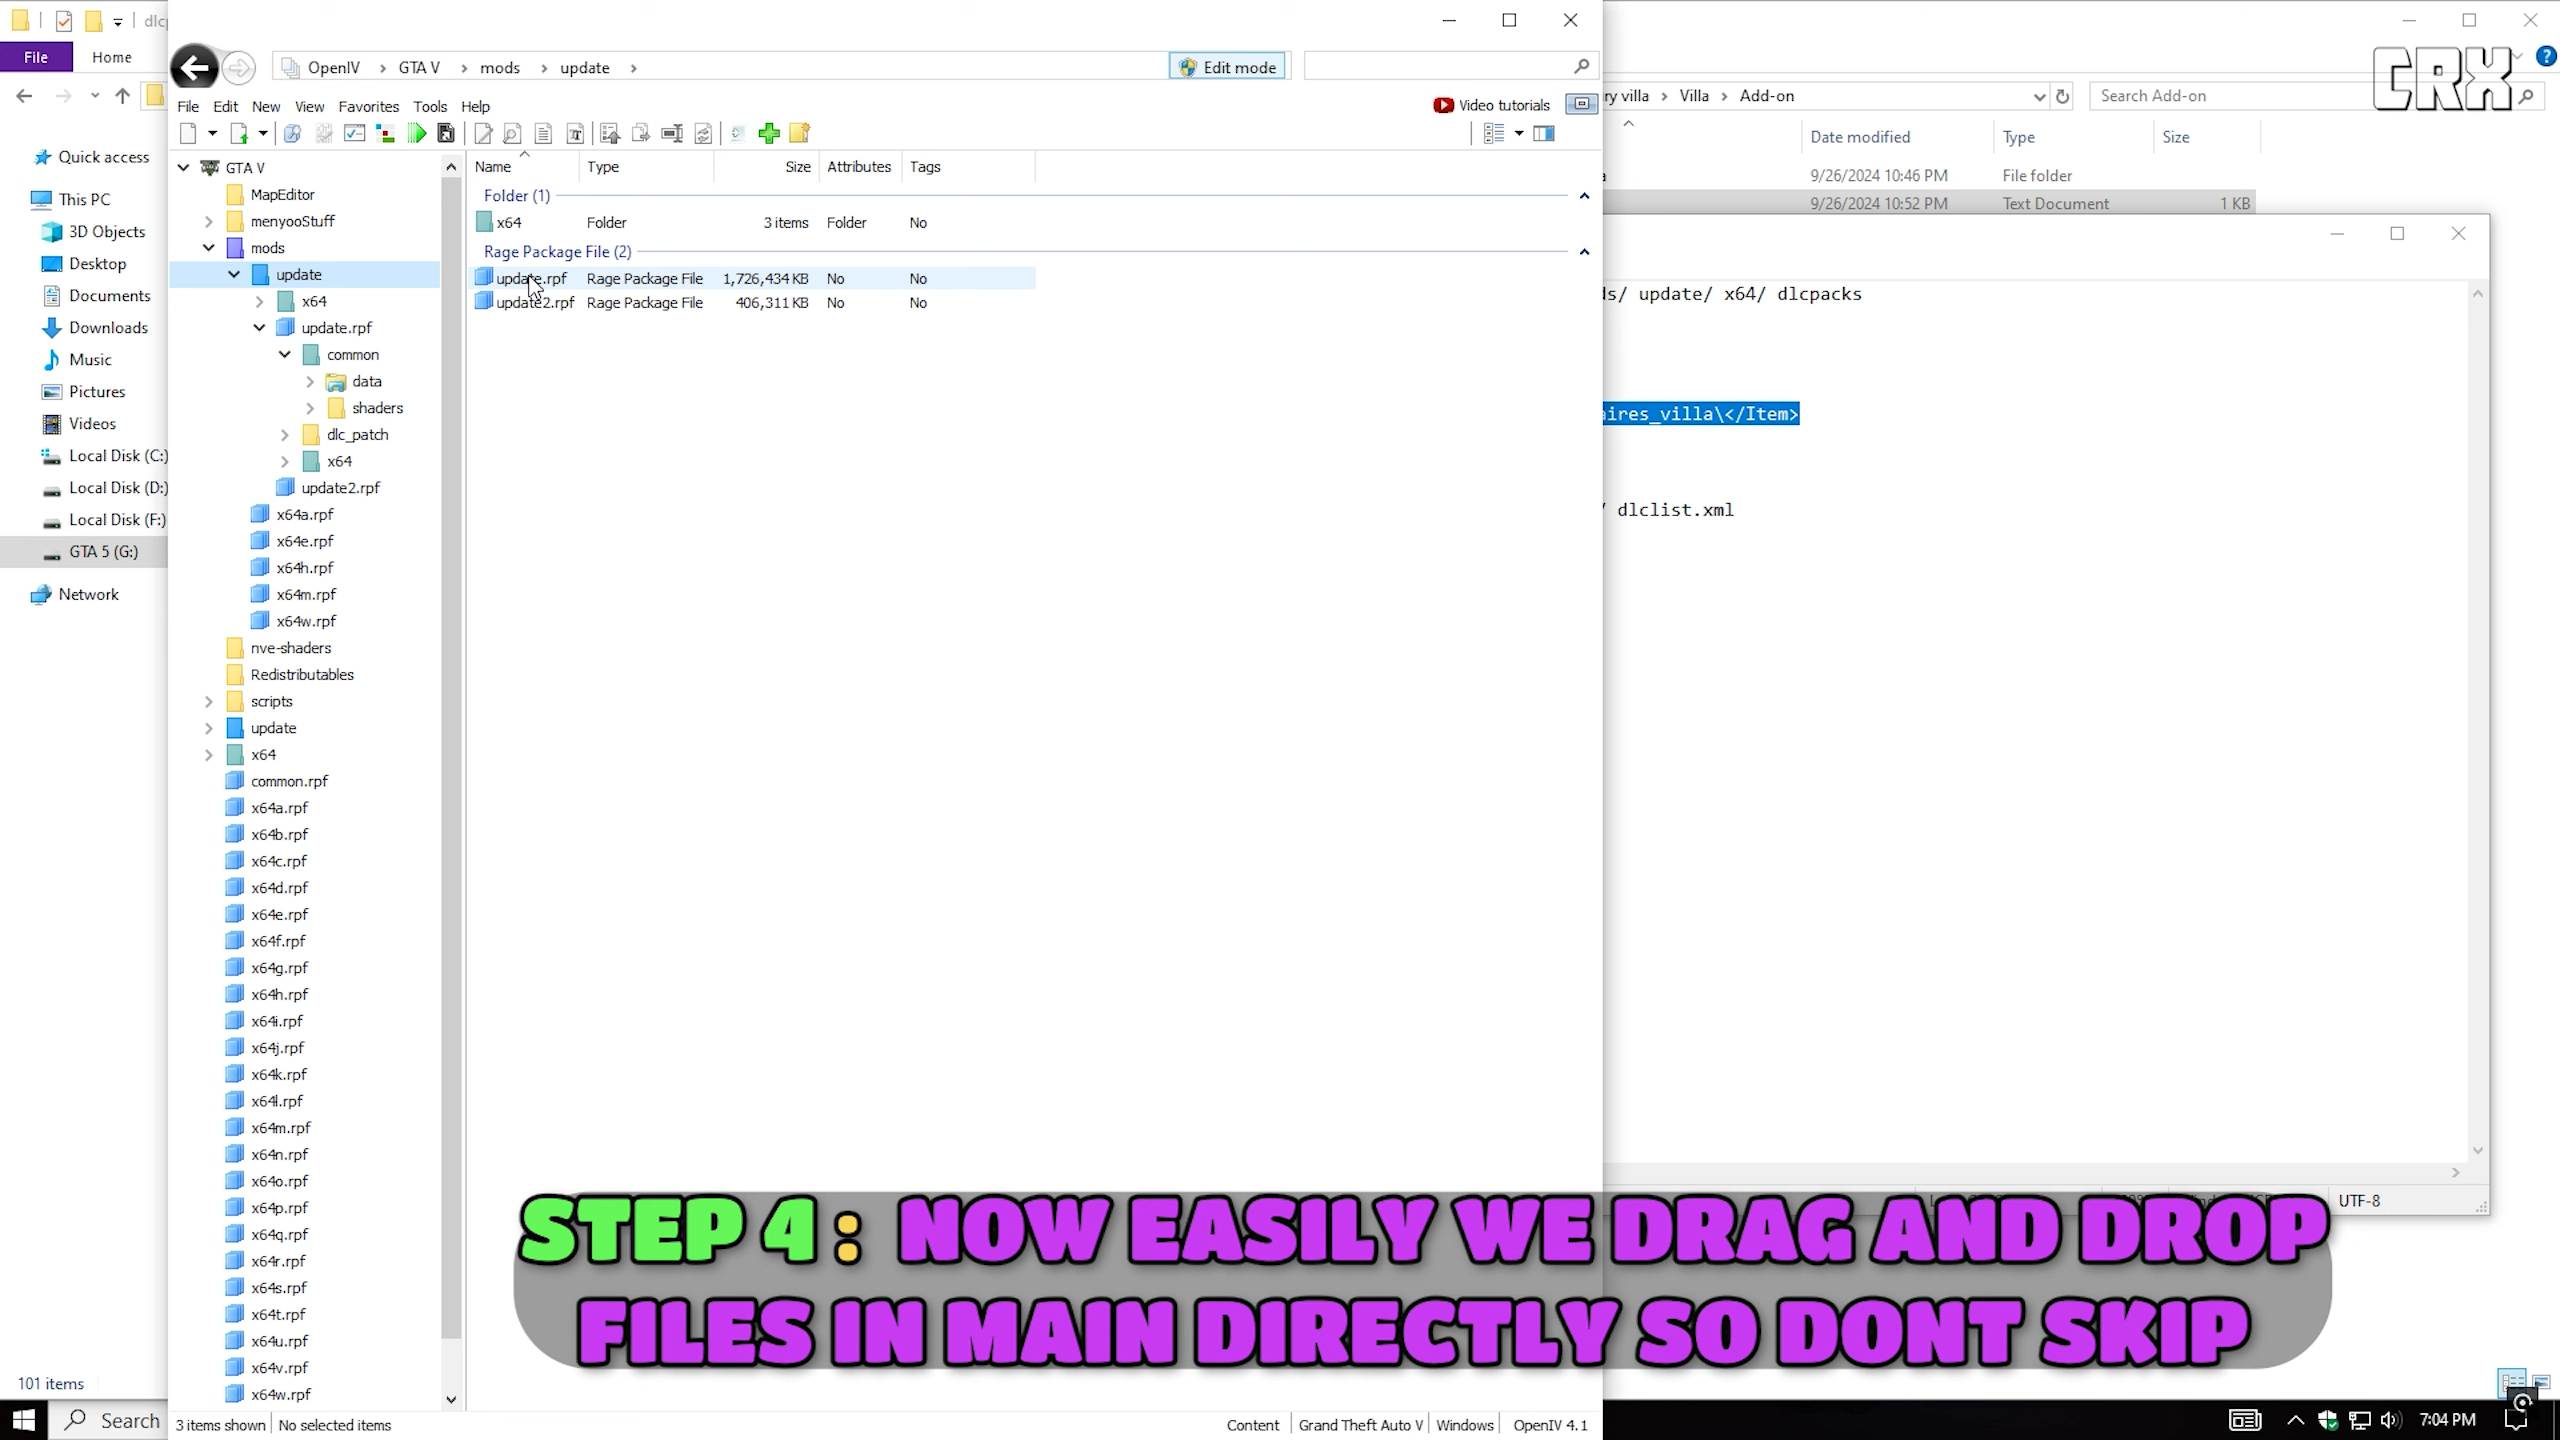 dlc
File
Home
Quick access
This PC
3D Objects
Desktop
Documents
Downloads
Music
Pictures
Videos
Local Disk (C:)
Local Disk (D:)
Local Disk (F:)
GTA 5 (G:)
Network
101 items
OpenIV > GTA V > mods > update >
Edit mode
File Edit New View Favorites Tools Help
Video tutorials
GTA V
MapEditor
menyooStuff
mods
update
x64
update.rpf
common
data
shaders
dlc_patch
x64
update2.rpf
x64a.rpf
x64e.rpf
x64h.rpf
x64m.rpf
x64w.rpf
nve-shaders
Redistributables
scripts
update
x64
common.rpf
x64a.rpf
x64b.rpf
x64c.rpf
x64d.rpf
x64e.rpf
x64f.rpf
x64g.rpf
x64h.rpf
x64i.rpf
x64j.rpf
x64k.rpf
x64l.rpf
x64m.rpf
x64n.rpf
x64o.rpf
x64p.rpf
x64q.rpf
x64r.rpf
x64s.rpf
x64t.rpf
x64u.rpf
x64v.rpf
x64w.rpf
Name Type Size Attributes Tags
Folder (1)
x64 Folder 3 items Folder No
Rage Package File (2)
update.rpf Rage Package File 1,726,434 KB No No
update2.rpf Rage Package File 406,311 KB No No
3 items shown No selected items
Content Grand Theft Auto V Windows OpenIV 4.1
CRX
ry villa > Villa > Add-on
Search Add-on
Date modified Type Size
9/26/2024 10:46 PM File folder
9/26/2024 10:52 PM Text Document 1 KB
ds/ update/ x64/ dlcpacks
aires_villa\</Item>
/ dlclist.xml
UTF-8
STEP 4 : NOW EASILY WE DRAG AND DROP
FILES IN MAIN DIRECTLY SO DONT SKIP
Search
7:04 PM